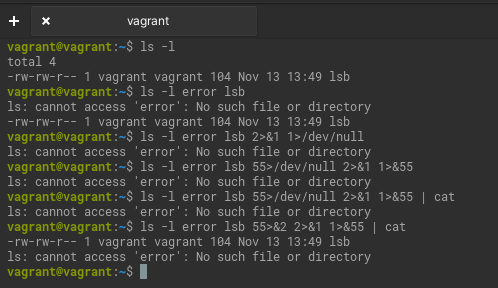 + × vagrant
vagrant@vagrant:~$ ls -l
total 4
-rw-rw-r-- 1 vagrant vagrant 104 Nov 13 13:49 lsb
vagrant@vagrant:~$ ls -l error lsb
ls: cannot access 'error': No such file or directory
-rw-rw-r-- 1 vagrant vagrant 104 Nov 13 13:49 lsb
vagrant@vagrant:~$ ls -l error lsb 2>&1 1>/dev/null
ls: cannot access 'error': No such file or directory
vagrant@vagrant:~$ ls -l error lsb 55>/dev/null 2>&1 1>&55
ls: cannot access 'error': No such file or directory
vagrant@vagrant:~$ ls -l error lsb 55>/dev/null 2>&1 1>&55 | cat
ls: cannot access 'error': No such file or directory
vagrant@vagrant:~$ ls -l error lsb 55>&2 2>&1 1>&55 | cat
-rw-rw-r-- 1 vagrant vagrant 104 Nov 13 13:49 lsb
ls: cannot access 'error': No such file or directory
vagrant@vagrant:~$